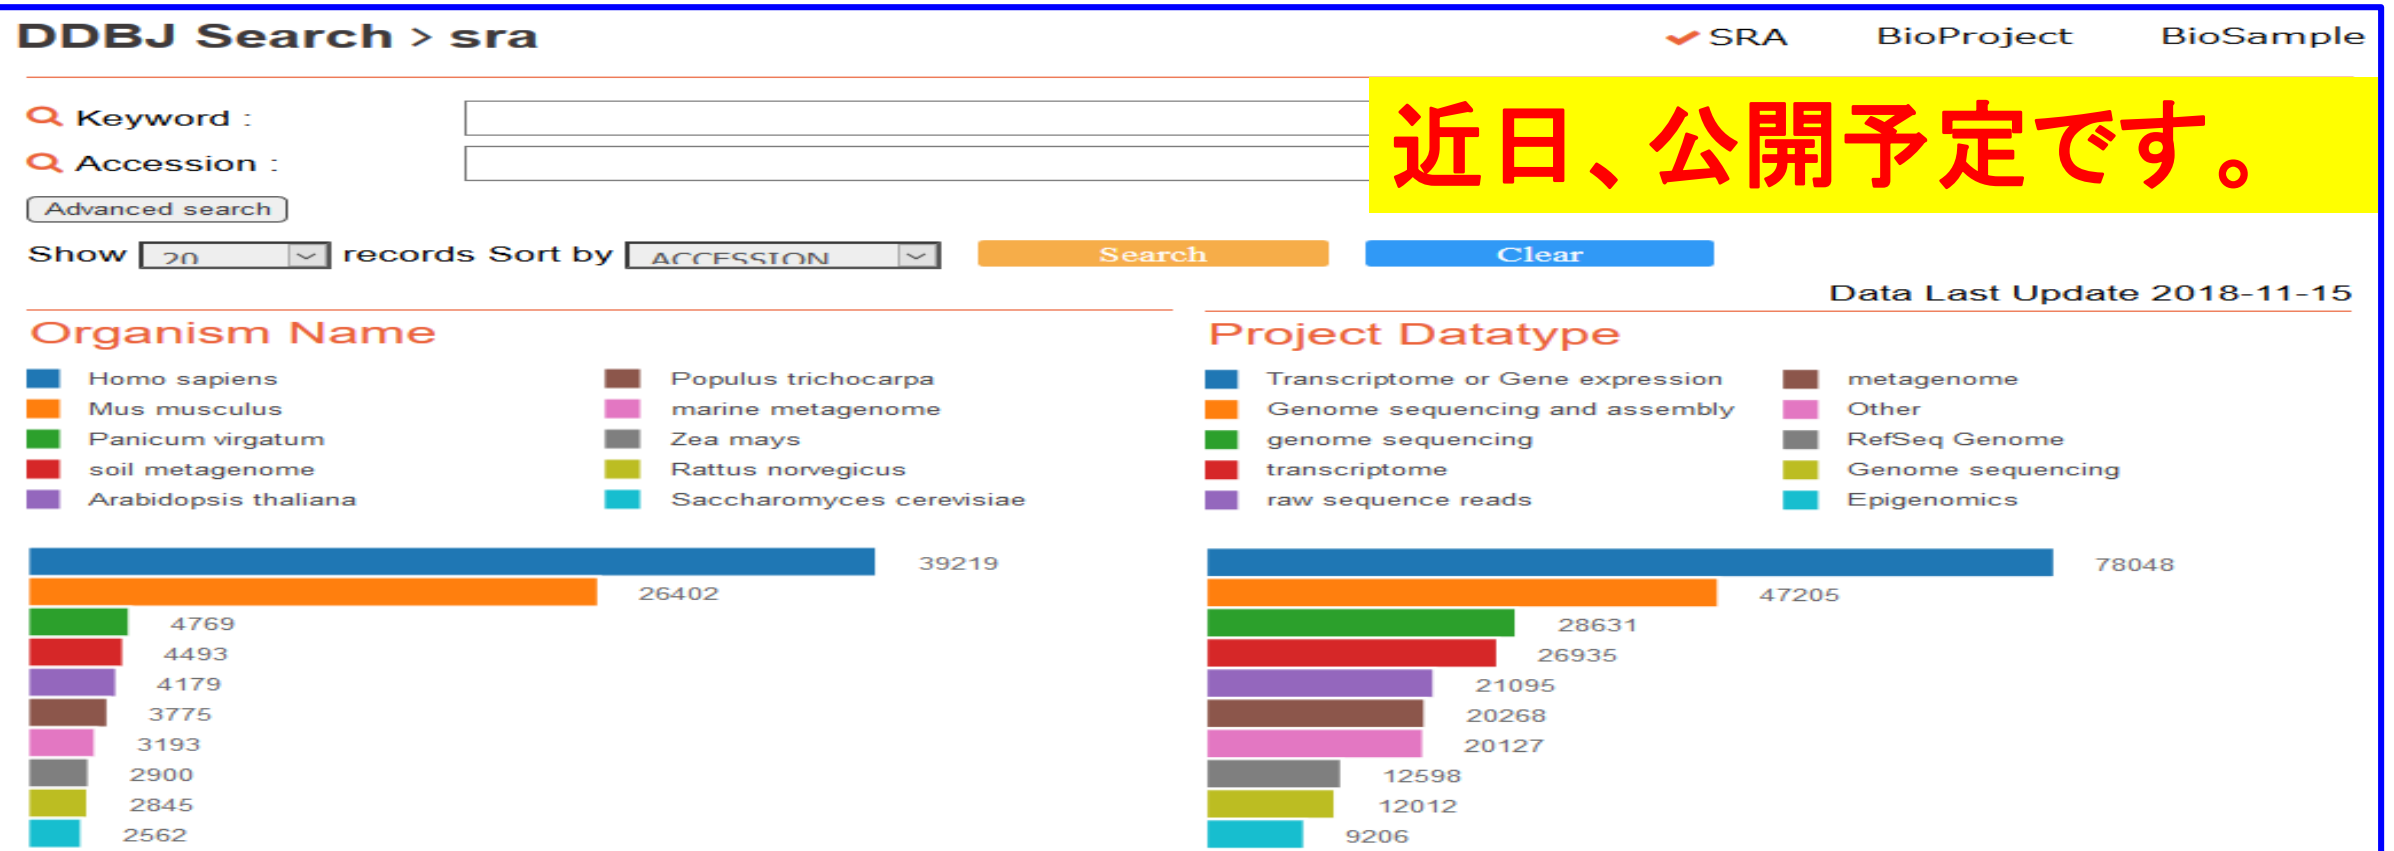 DDBJ Search > sra
SRA BioProject BioSample
Keyword :
近日、公開予定です。
Accession :
Advanced search
Show 20 records Sort by ACCESSION Search Clear
Data Last Update 2018-11-15
Organism Name
Homo sapiens
Mus musculus
Panicum virgatum
soil metagenome
Arabidopsis thaliana
Populus trichocarpa
marine metagenome
Zea mays
Rattus norvegicus
Saccharomyces cerevisiae
39219
26402
4769
4493
4179
3775
3193
2900
2845
2562
Project Datatype
Transcriptome or Gene expression
Genome sequencing and assembly
genome sequencing
transcriptome
raw sequence reads
metagenome
Other
RefSeq Genome
Genome sequencing
Epigenomics
78048
47205
28631
26935
21095
20268
20127
12598
12012
9206